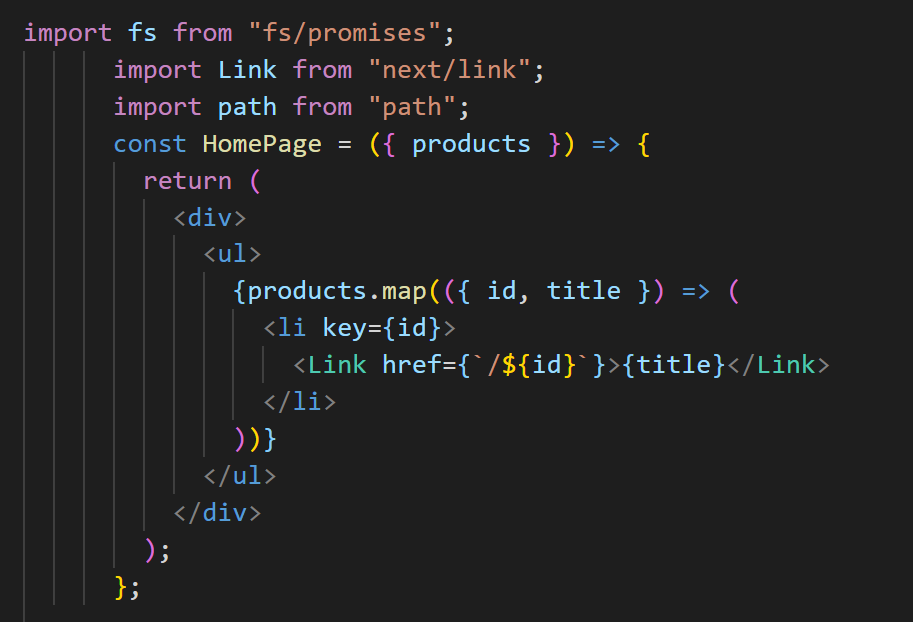 import fs from "fs/promises";
      import Link from "next/link";
      import path from "path";
      const HomePage = ({ products }) => {
        return (
          <div>
            <ul>
              {products.map(({ id, title }) => (
                <li key={id}>
                  <Link href={`/${id}`}>{title}</Link>
                </li>
              ))}
            </ul>
          </div>
        );
      };